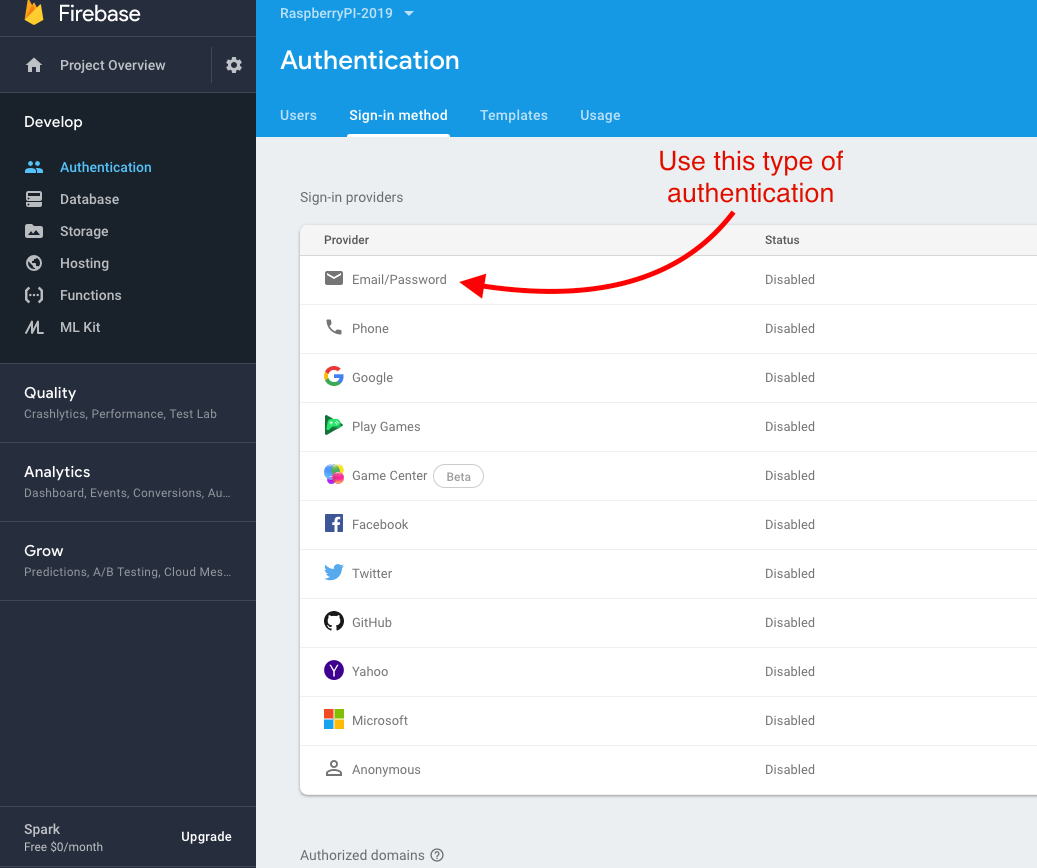 Firebase
Project Overview
Develop
Authentication
Database
Storage
Hosting
Functions
ML Kit
Quality
Crashlytics, Performance, Test Lab
Analytics
Dashboard, Events, Conversions, Au...
Grow
Predictions, A/B Testing, Cloud Mes...
Spark
Free $0/month
Upgrade
RaspberryPI-2019
Authentication
Users Sign-in method Templates Usage
Use this type of
authentication
Sign-in providers
Provider Status
Email/Password Disabled
Phone Disabled
Google Disabled
Play Games Disabled
Game Center Beta Disabled
Facebook Disabled
Twitter Disabled
GitHub Disabled
Yahoo Disabled
Microsoft Disabled
Anonymous Disabled
Authorized domains